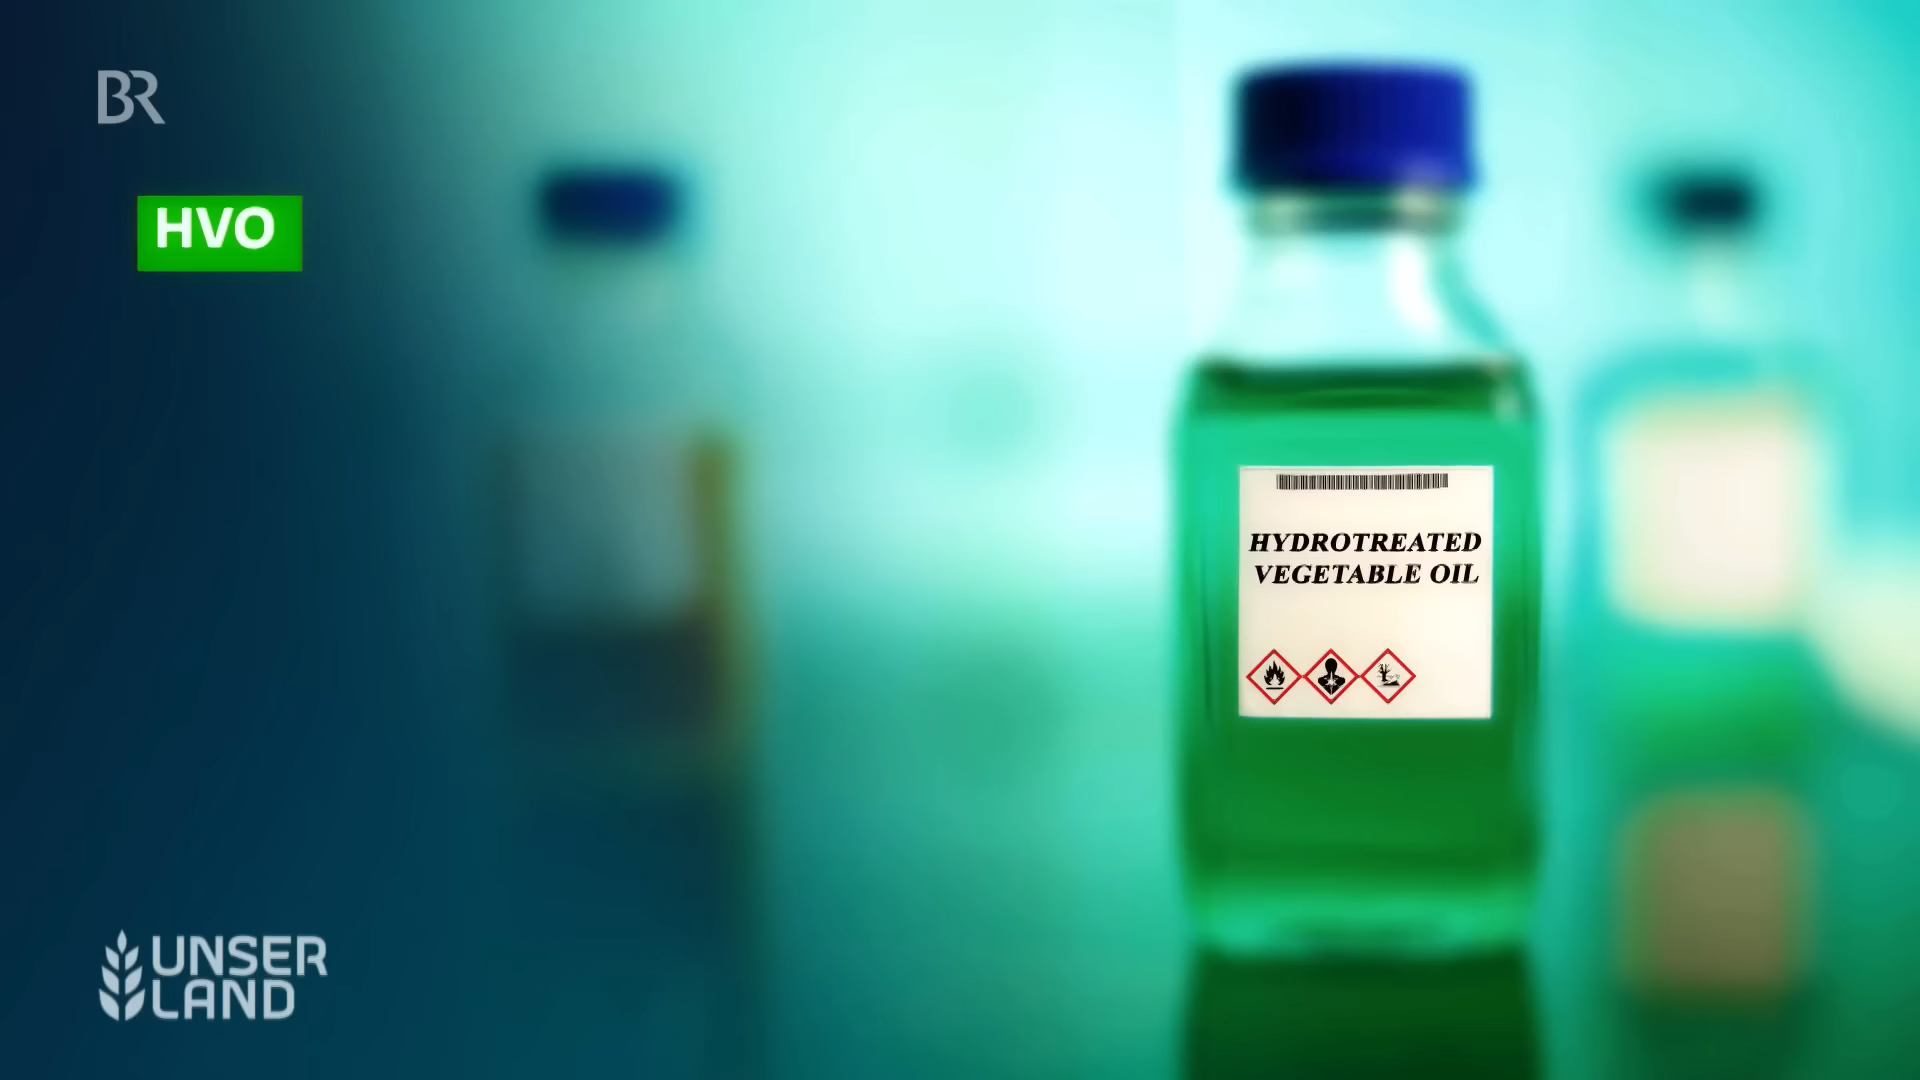 BR
HVO
HYDROTREATED
VEGETABLE OIL
UNSER
LAND